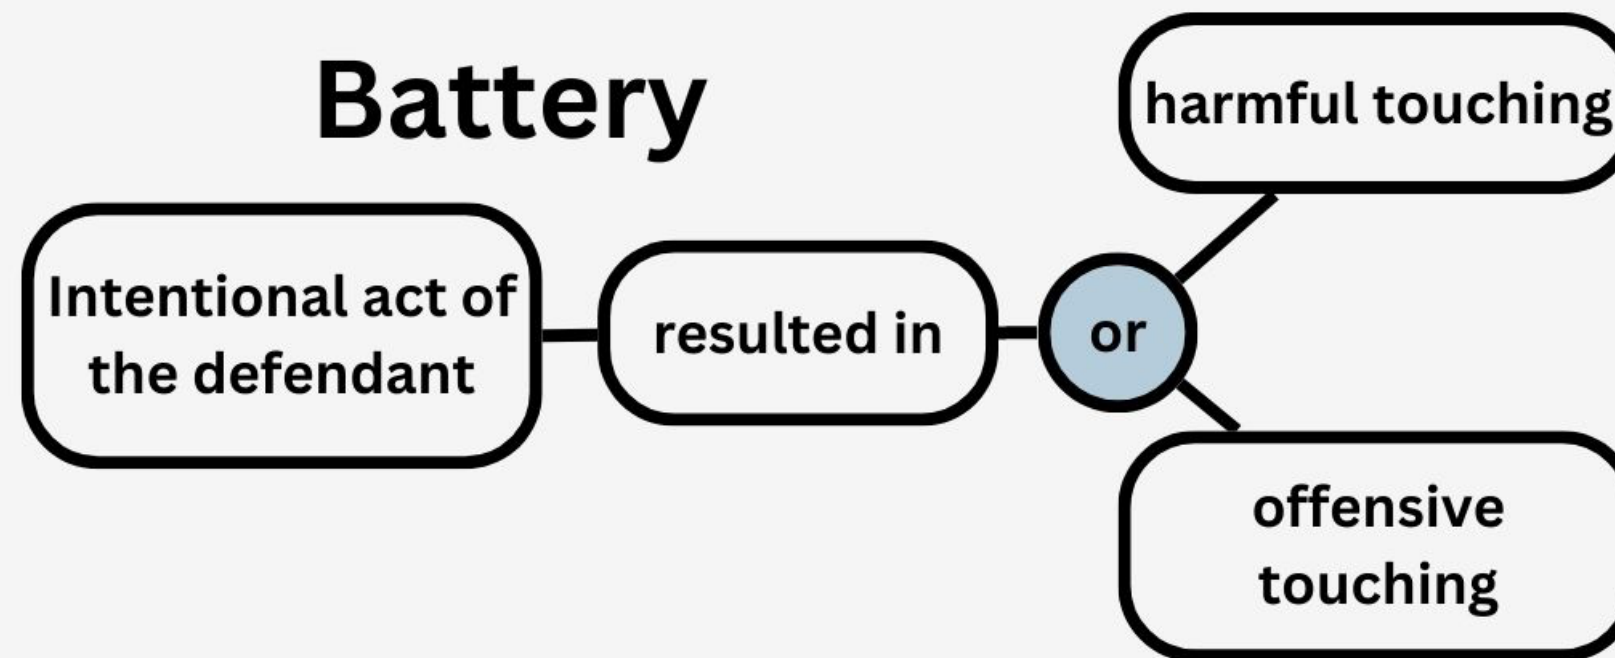 Battery
Intentional act of
the defendant
resulted in
or
harmful touching
offensive
touching